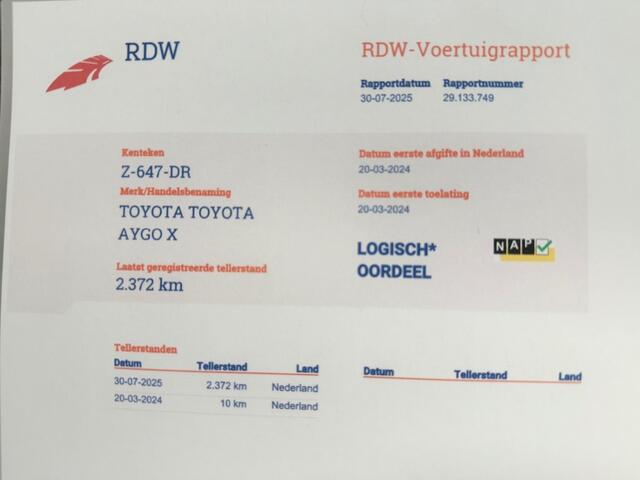 RDW
RDW-Voertuigrapport
Rapportdatum Rapportnummer
30-07-2025 29.133.749
Kenteken
Z-647-DR
Merk/Handelsbenaming
TOYOTA TOYOTA
AYGO X
Laatst geregistreerde tellerstand
2.372 km
Datum eerste afgifte in Nederland
20-03-2024
Datum eerste toelating
20-03-2024
LOGISCH*
OORDEEL
NAP
Tellerstanden
Datum Tellerstand Land
30-07-2025 2.372 km Nederland
20-03-2024 10 km Nederland
Datum Tellerstand Land